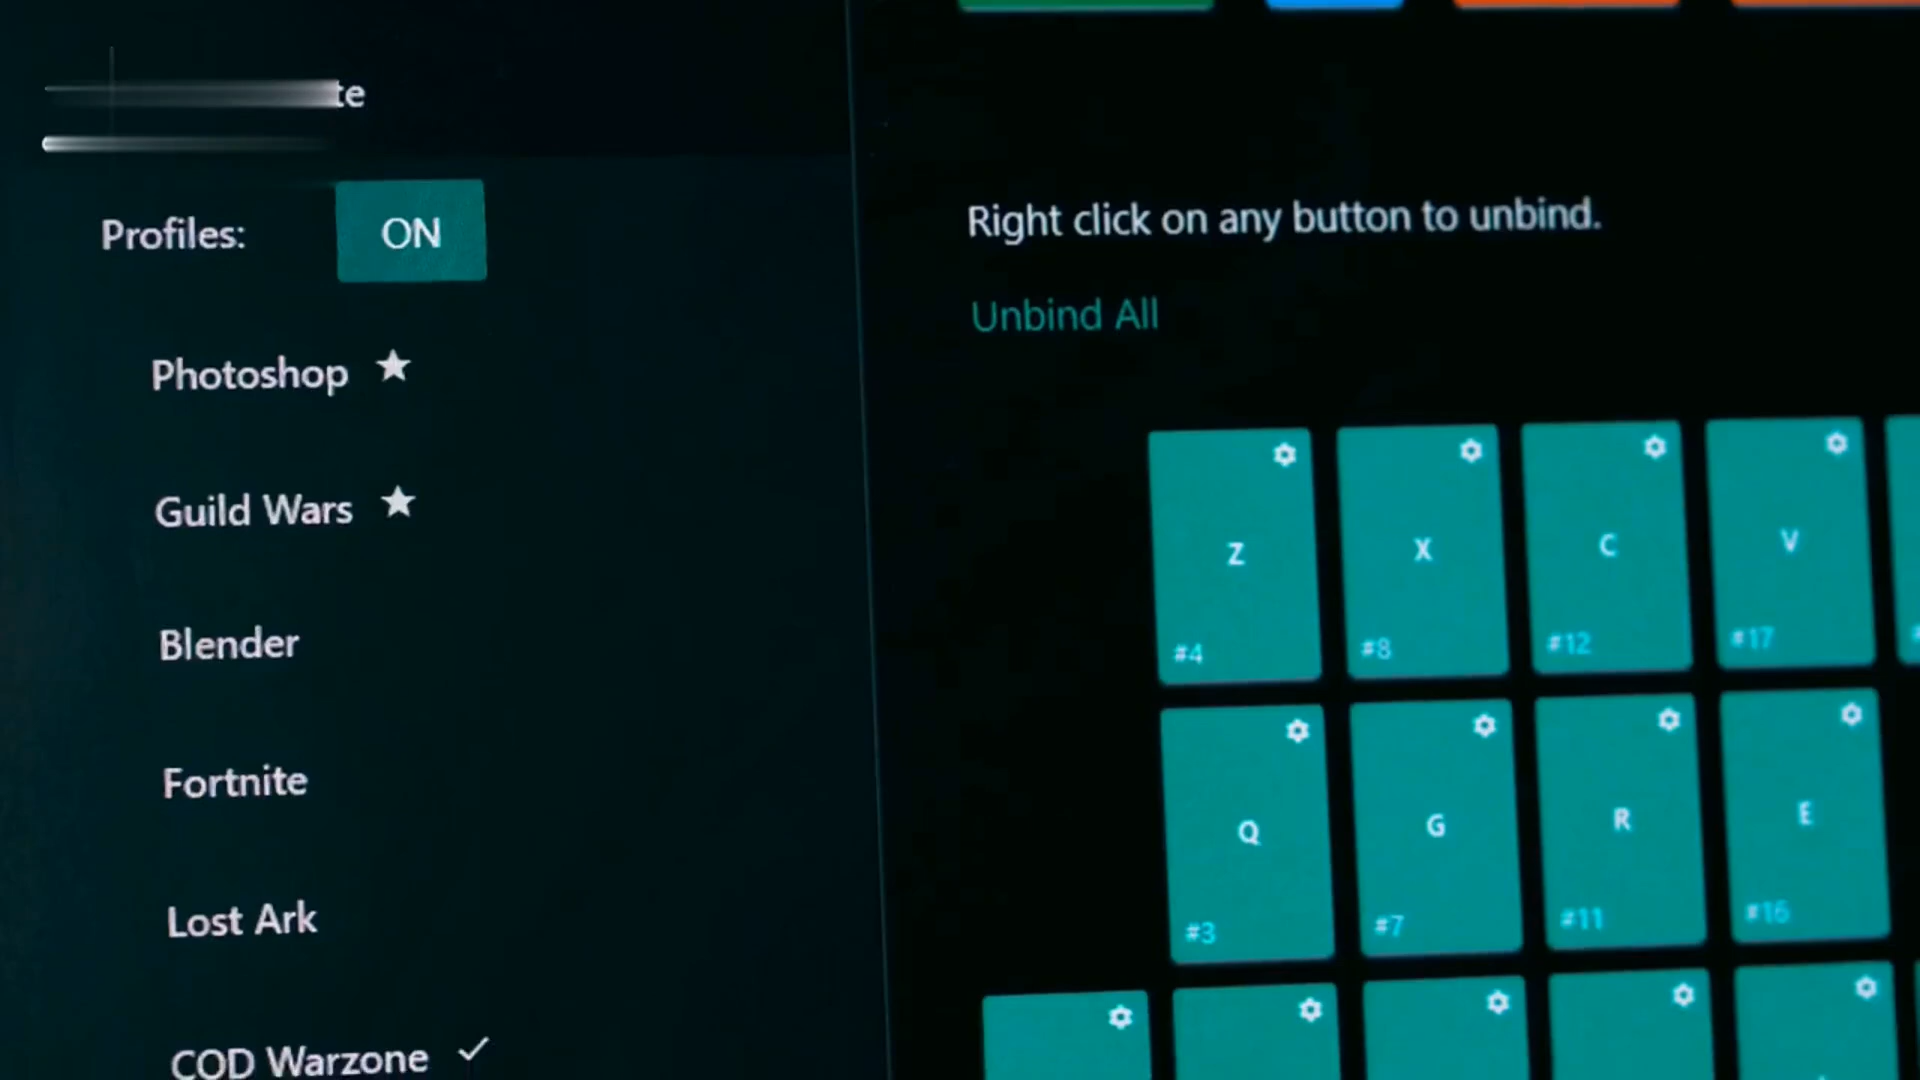 te
Profiles: ON
Photoshop
Guild Wars
Blender
Fortnite
Lost Ark
COD Warzone
Right click on any button to unbind.
Unbind All
Z X C V
#4 #8 #12 #17
Q G R E
#3 #7 #11 #16